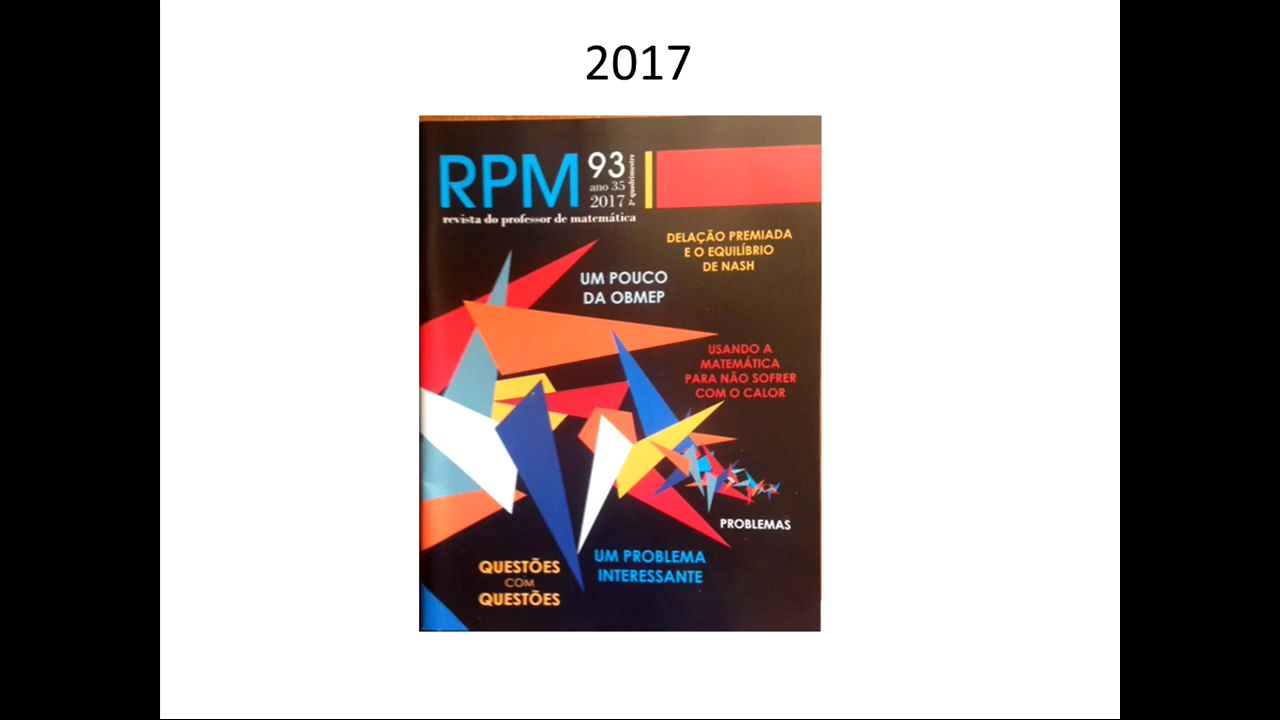 2017
RPM 93
ano 35
2017
2º quadrimestre
revista do professor de matemática
DELAÇÃO PREMIADA
E O EQUILÍBRIO
DE NASH
UM POUCO
DA OBMEP
USANDO A
MATEMÁTICA
PARA NÃO SOFRER
COM O CALOR
PROBLEMAS
UM PROBLEMA
INTERESSANTE
QUESTÕES
COM
QUESTÕES